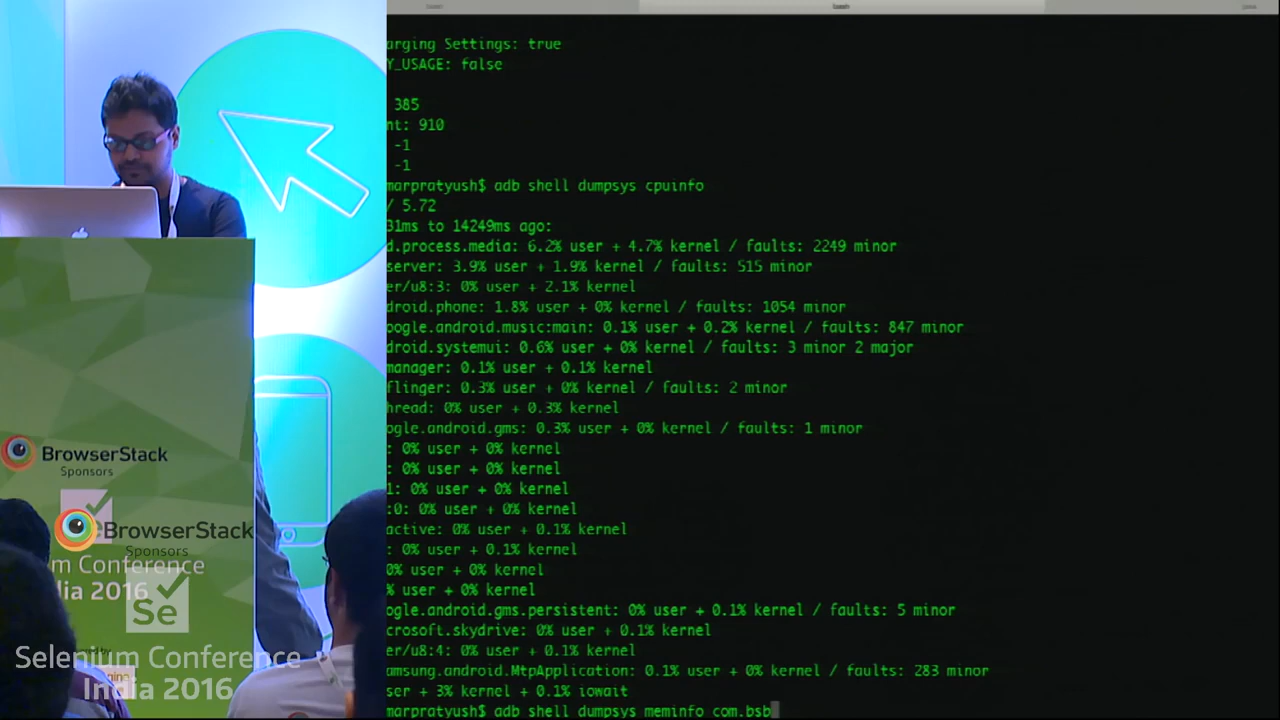 bash
arging Settings: true
Y_USAGE: false
385
nt: 910
-1
-1
marpratyush$ adb shell dumpsys cpuinfo
/ 5.72
31ms to 14249ms ago:
d.process.media: 6.2% user + 4.7% kernel / faults: 2249 minor
server: 3.9% user + 1.9% kernel / faults: 515 minor
er/u8:3: 0% user + 2.1% kernel
droid.phone: 1.8% user + 0% kernel / faults: 1054 minor
oogle.android.music:main: 0.1% user + 0.2% kernel / faults: 847 minor
droid.systemui: 0.6% user + 0% kernel / faults: 3 minor 2 major
manager: 0.1% user + 0.1% kernel
flinger: 0.3% user + 0% kernel / faults: 2 minor
hread: 0% user + 0.3% kernel
ogle.android.gms: 0.3% user + 0% kernel / faults: 1 minor
: 0% user + 0% kernel
: 0% user + 0% kernel
1: 0% user + 0% kernel
:0: 0% user + 0% kernel
active: 0% user + 0.1% kernel
: 0% user + 0.1% kernel
0% user + 0% kernel
% user + 0% kernel
ogle.android.gms.persistent: 0% user + 0.1% kernel / faults: 5 minor
crosoft.skydrive: 0% user + 0.1% kernel
er/u8:4: 0% user + 0.1% kernel
amsung.android.MtpApplication: 0.1% user + 0% kernel / faults: 283 minor
ser + 3% kernel + 0.1% iowait
marpratyush$ adb shell dumpsys meminfo com.bsb
BrowserStack
Sponsors
BrowserStack
Sponsors
m Conference
dia 2016
Se
Selenium Conference
India 2016